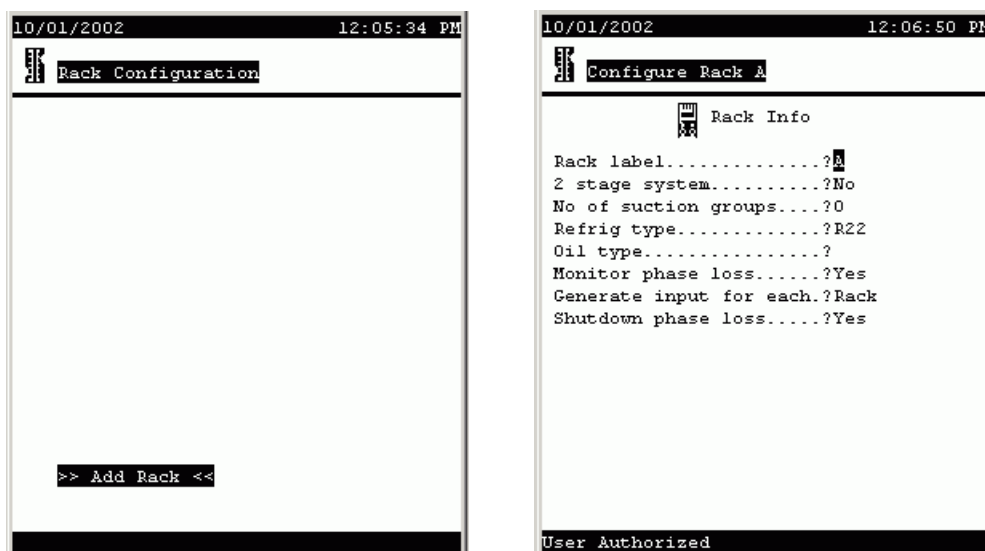 10/01/2002 12:05:34 PM
Rack Configuration
>> Add Rack <<
10/01/2002 12:06:50 PM
Configure Rack A
Rack Info
Rack label..............?A
2 stage system..........?No
No of suction groups....?0
Refrig type.............?R22
Oil type................?
Monitor phase loss......?Yes
Generate input for each.?Rack
Shutdown phase loss.....?Yes
User Authorized